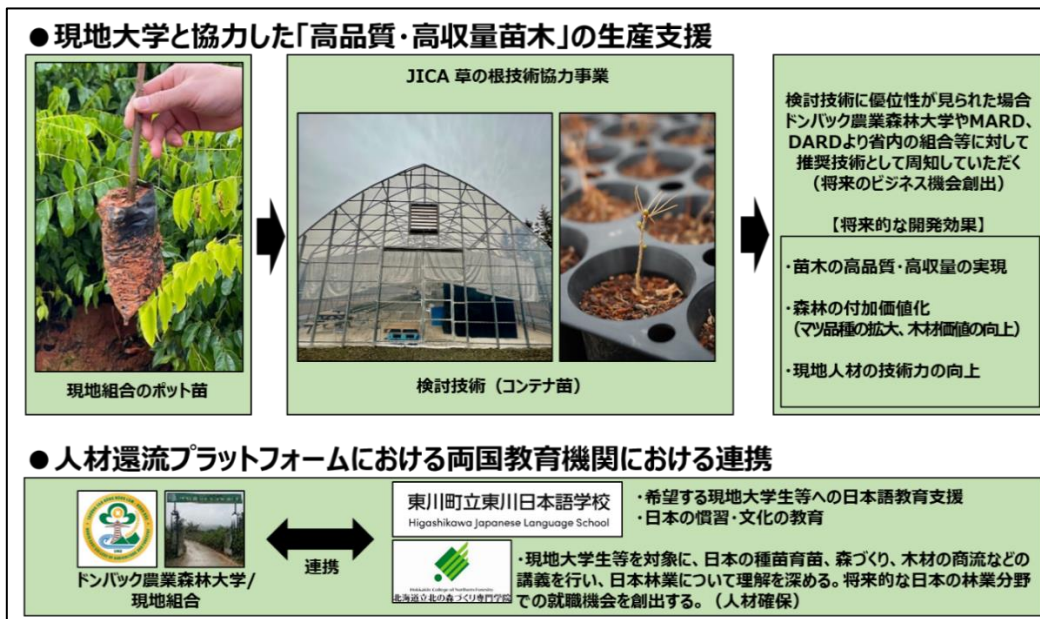 ●現地大学と協力した「高品質・高収量苗木」の生産支援
現地組合のポット苗
JICA 草の根技術協力事業
検討技術（コンテナ苗）
検討技術に優位性が見られた場合
ドンバック農業森林大学やMARD、
DARDより省内の組合等に対して
推奨技術として周知していただく
（将来のビジネス機会創出）
【将来的な開発効果】
・苗木の高品質・高収量の実現
・森林の付加価値化
（マツ品種の拡大、木材価値の向上）
・現地人材の技術力の向上
●人材還流プラットフォームにおける両国教育機関における連携
ドンバック農業森林大学/
現地組合
連携
東川町立東川日本語学校
Higashikawa Japanese Language School
・希望する現地大学生等への日本語教育支援
・日本の慣習・文化の教育
Hokkaido College of Northern Forestry
北海道立北の森づくり専門学院
・現地大学生等を対象に、日本の種苗育苗、森づくり、木材の商流などの
講義を行い、日本林業について理解を深める。将来的な日本の林業分野
での就職機会を創出する。（人材確保）